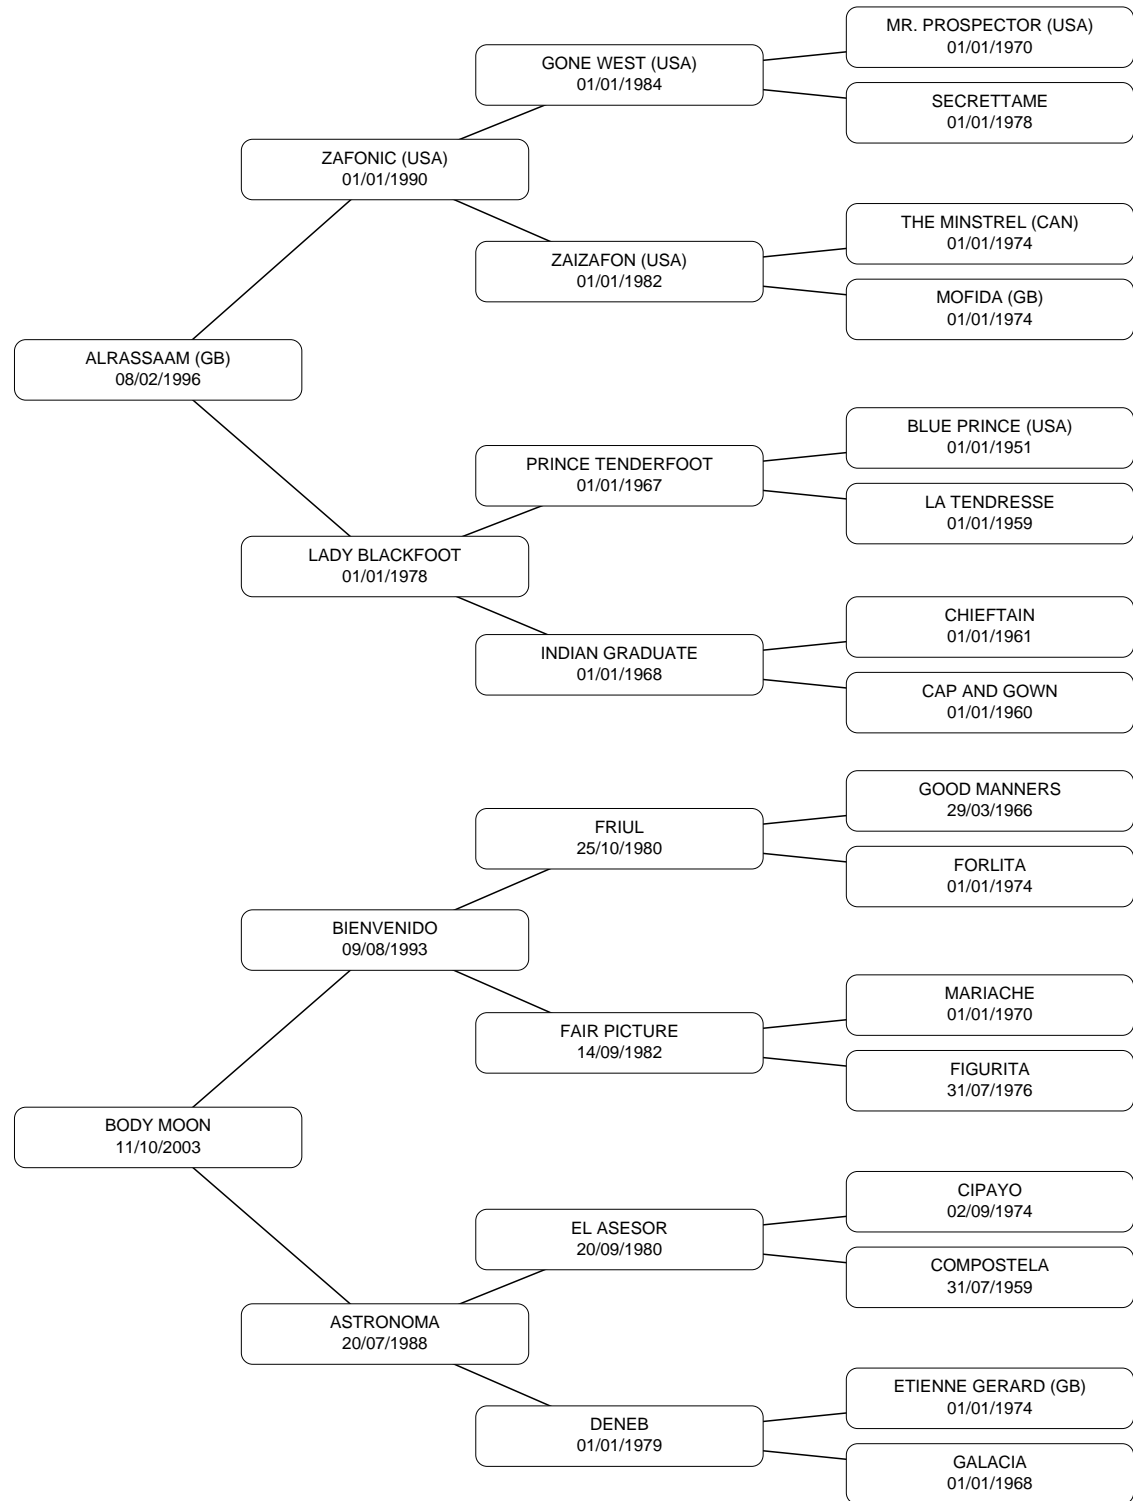 MR. PROSPECTOR (USA)
01/01/1970
GONE WEST (USA)
01/01/1984
SECRETTAME
01/01/1978
ZAFONIC (USA)
01/01/1990
THE MINSTREL (CAN)
01/01/1974
ZAIZAFON (USA)
01/01/1982
MOFIDA (GB)
01/01/1974
ALRASSAAM (GB)
08/02/1996
BLUE PRINCE (USA)
01/01/1951
PRINCE TENDERFOOT
01/01/1967
LA TENDRESSE
01/01/1959
LADY BLACKFOOT
01/01/1978
CHIEFTAIN
01/01/1961
INDIAN GRADUATE
01/01/1968
CAP AND GOWN
01/01/1960
GOOD MANNERS
29/03/1966
FRIUL
25/10/1980
FORLITA
01/01/1974
BIENVENIDO
09/08/1993
MARIACHE
01/01/1970
FAIR PICTURE
14/09/1982
FIGURITA
31/07/1976
BODY MOON
11/10/2003
CIPAYO
02/09/1974
EL ASESOR
20/09/1980
COMPOSTELA
31/07/1959
ASTRONOMA
20/07/1988
ETIENNE GERARD (GB)
01/01/1974
DENEB
01/01/1979
GALACIA
01/01/1968